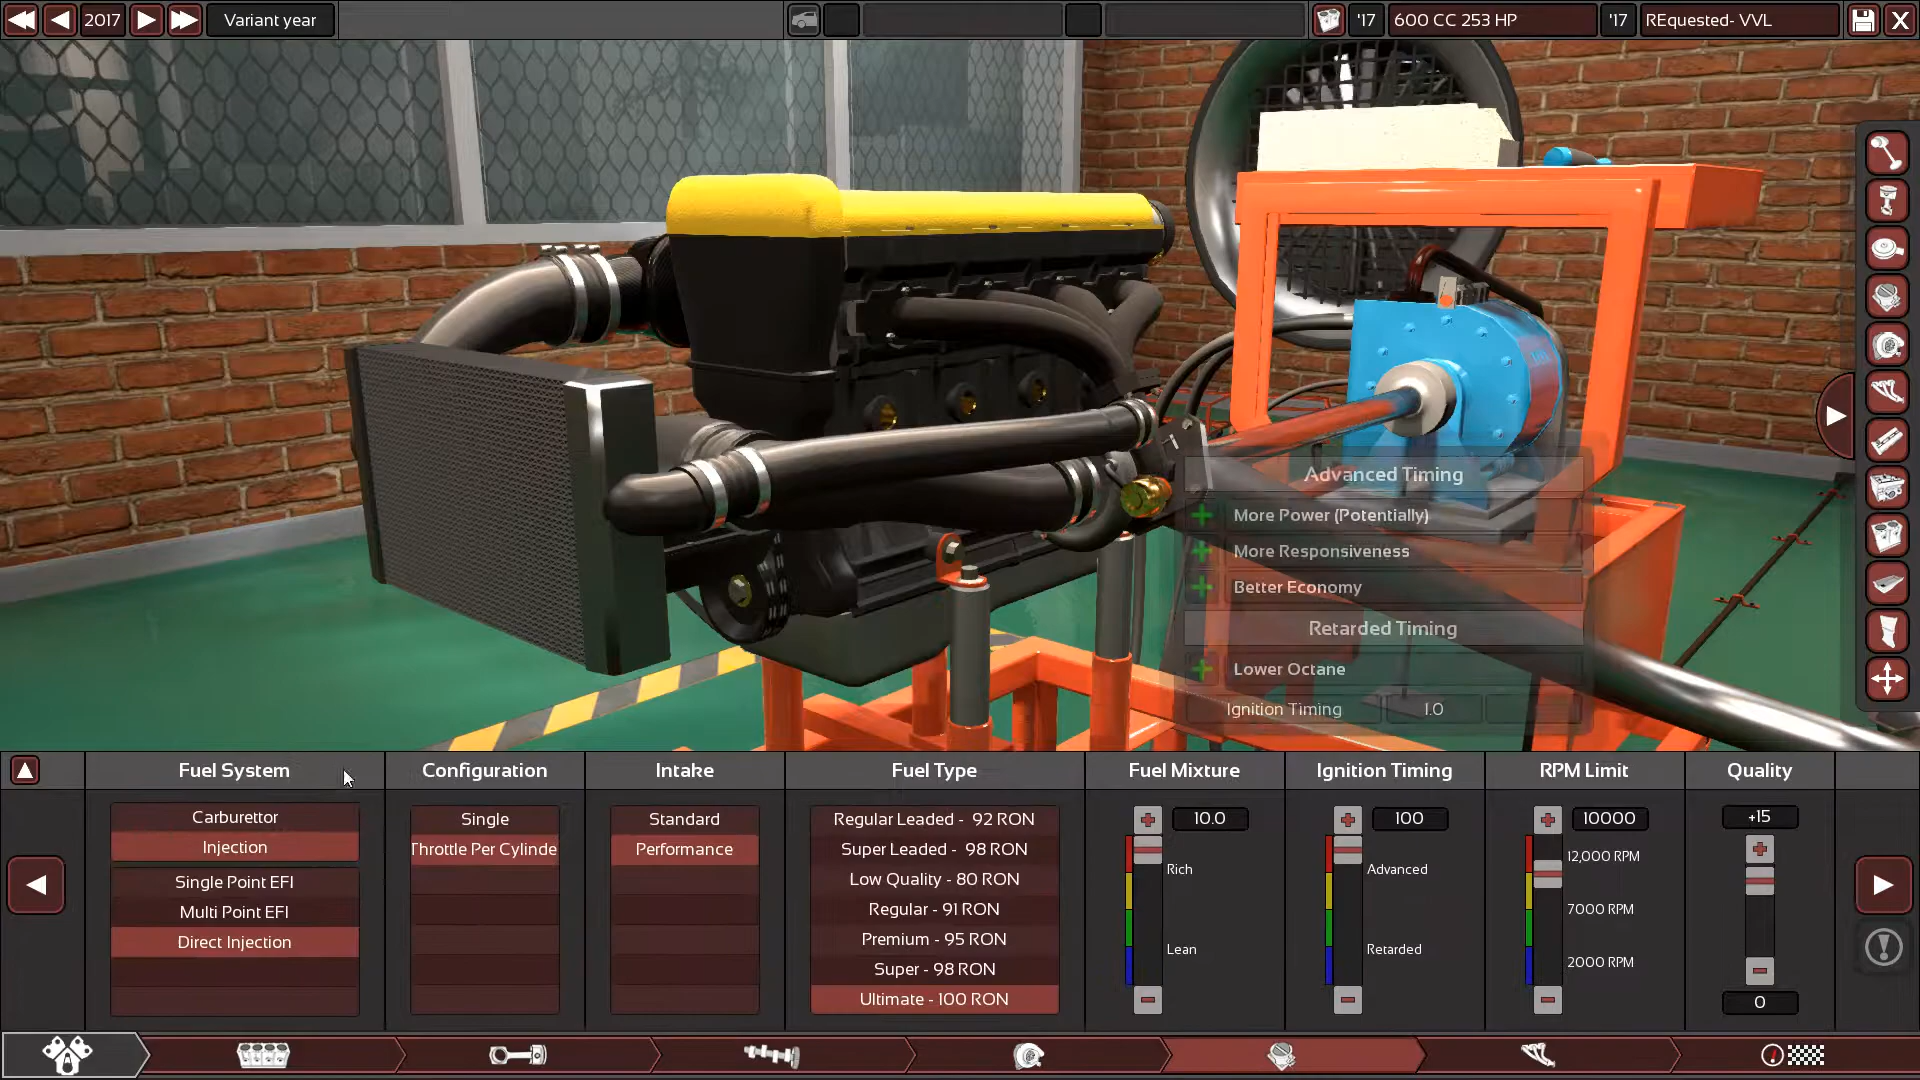 2017
Variant year
'17
600 CC 253 HP
'17
REquested- VVL
X
Advanced Timing
More Power (Potentially)
More Responsiveness
Better Economy
Retarded Timing
Lower Octane
Ignition Timing
1.0
Fuel System
Configuration
Intake
Fuel Type
Fuel Mixture
Ignition Timing
RPM Limit
Quality
Carburettor
Injection
Single Point EFI
Multi Point EFI
Direct Injection
Single
Throttle Per Cylinde
Standard
Performance
Regular Leaded - 92 RON
Super Leaded - 98 RON
Low Quality - 80 RON
Regular - 91 RON
Premium - 95 RON
Super - 98 RON
Ultimate - 100 RON
10.0
Rich
Lean
100
Advanced
Retarded
10000
12,000 RPM
7000 RPM
2000 RPM
+15
0